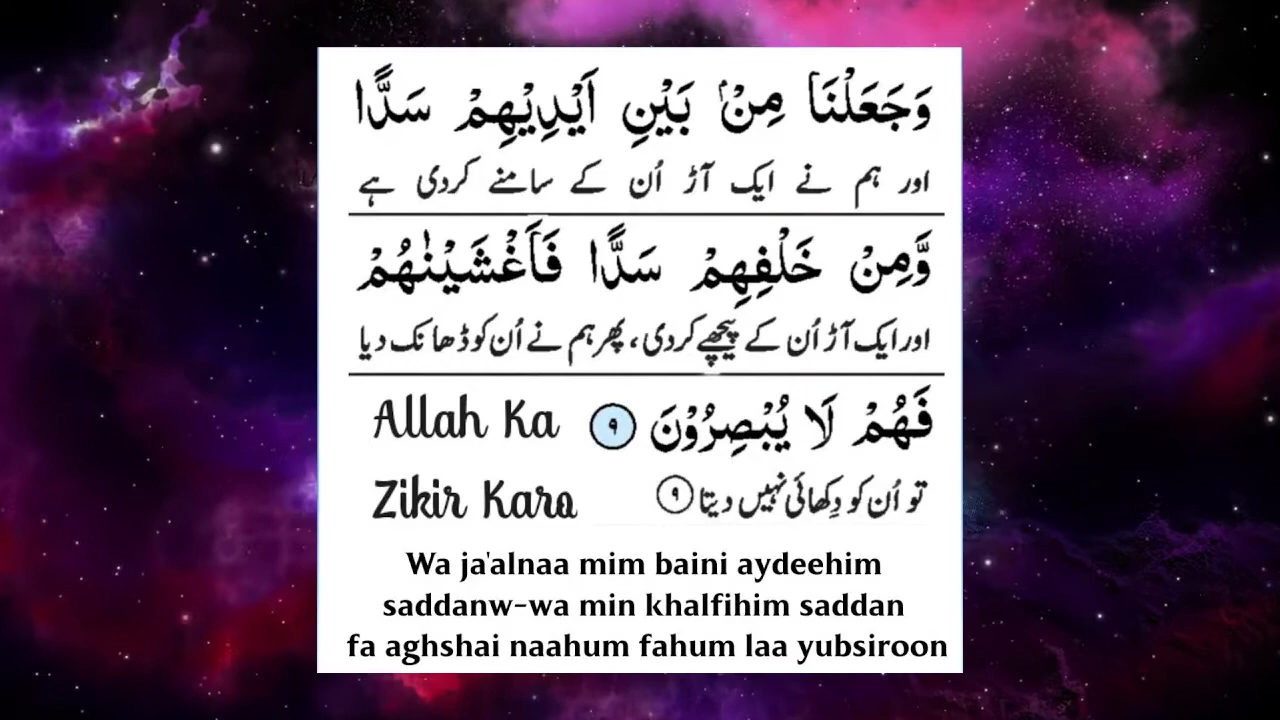 وَجَعَلْنَا مِنْۢ بَيْنِ اَيْدِيْهِمْ سَدًّا
اور ہم نے ایک آڑ اُن کے سامنے کردی ہے
وَّمِنْ خَلْفِهِمْ سَدًّا فَاَغْشَيْنٰهُمْ
اور ایک آڑ اُن کے پیچھے کردی، پھر ہم نے اُن کو ڈھانک دیا
فَهُمْ لَا يُبْصِرُوْنَ ۹
Allah Ka
تو اُن کو دِکھائی نہیں دیتا ۹
Zikir Karo
Wa ja'alnaa mim baini aydeehim
saddanw-wa min khalfihim saddan
fa aghshai naahum fahum laa yubsiroon